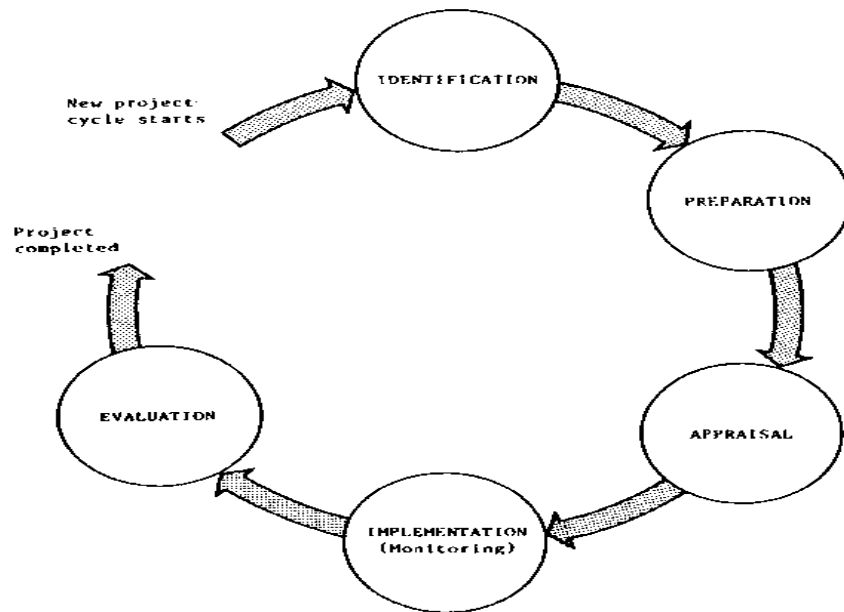 IDENTIFICATION
New project
cycle starts
PREPARATION
Project
completed
EVALUATION
APPRAISAL
IMPLEMENTATION
(Monitoring)